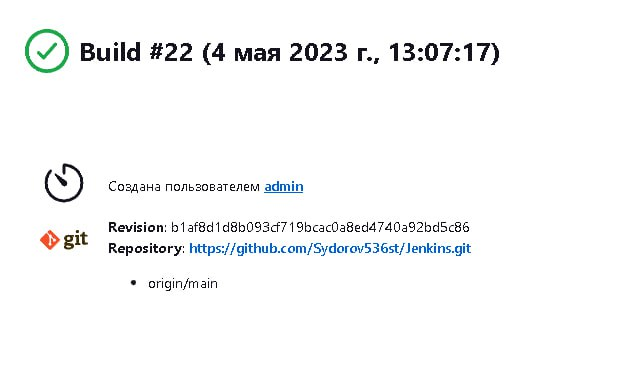 Build #22 (4 мая 2023 г., 13:07:17)
Создана пользователем admin
git
Revision: b1af8d1d8b093cf719bcac0a8ed4740a92bd5c86
Repository: https://github.com/Sydorov536st/Jenkins.git
origin/main